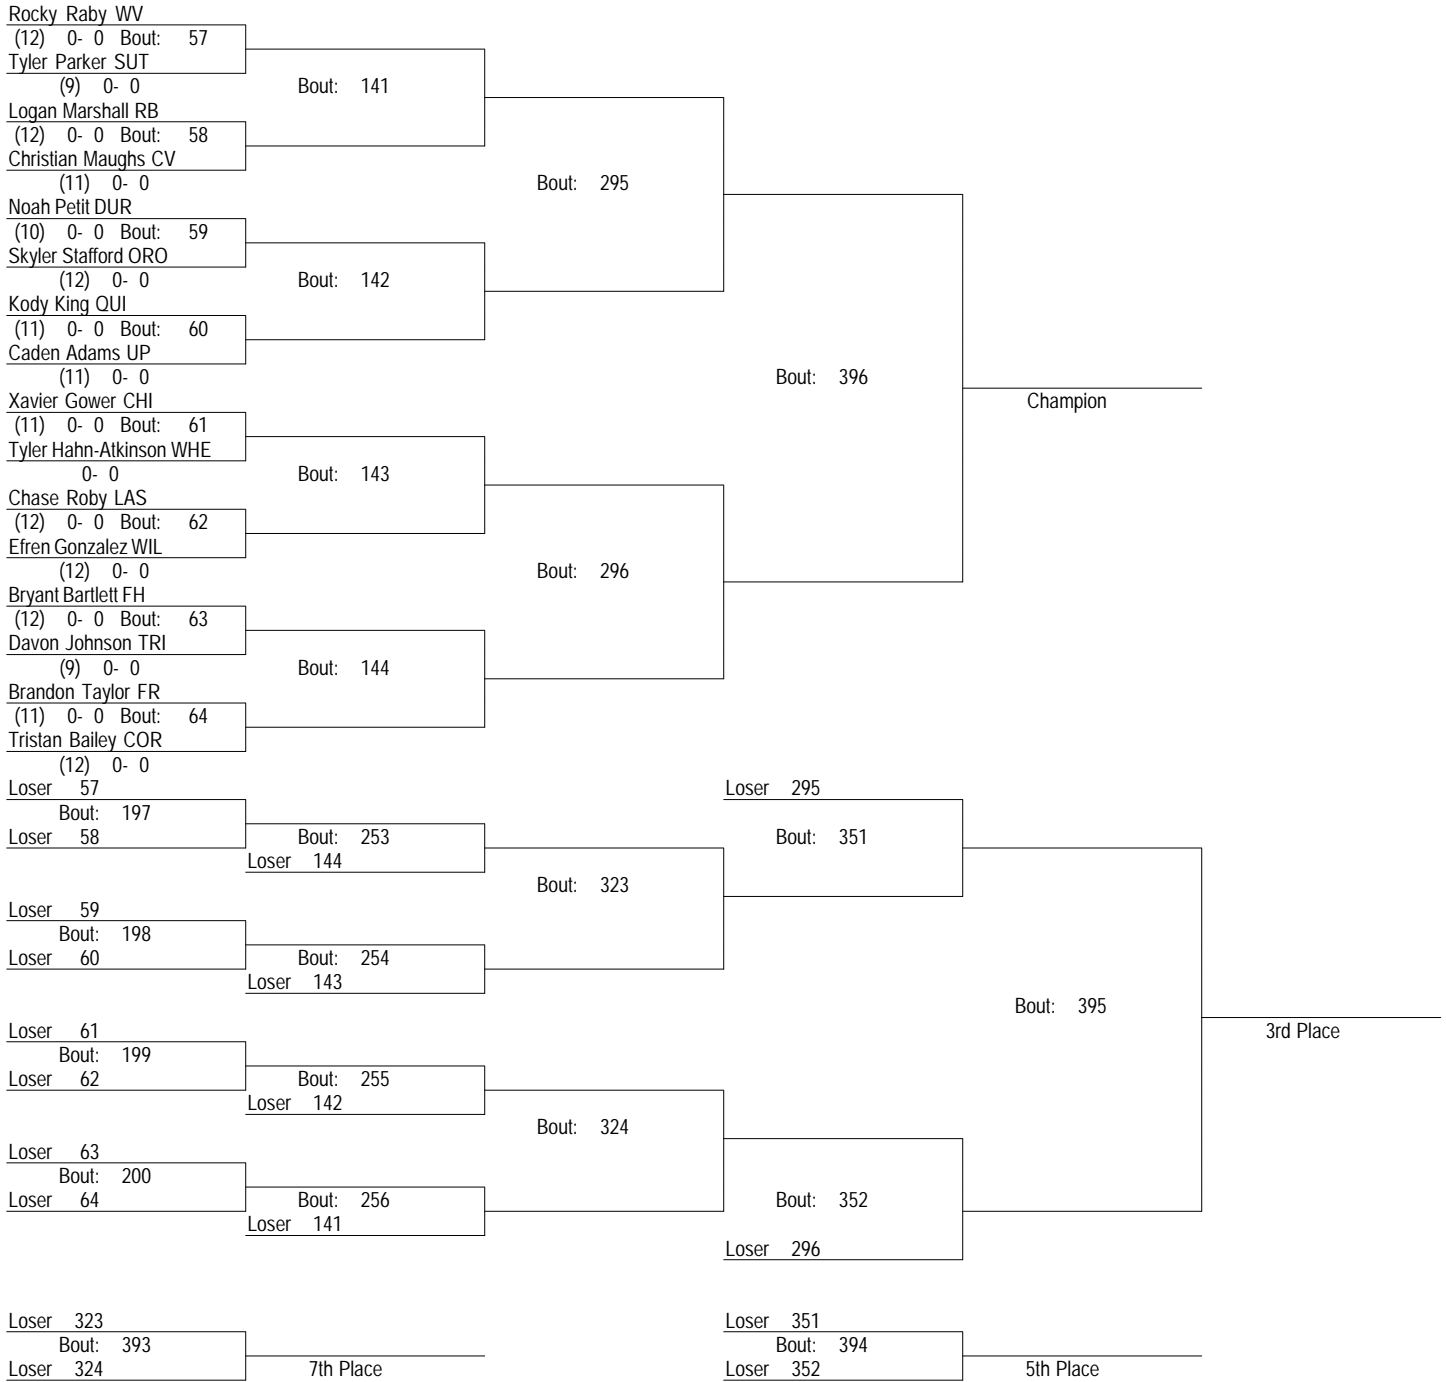 Rocky Raby WV
(12) 0- 0 Bout: 57
Tyler Parker SUT
(9) 0- 0 Bout: 141
Logan Marshall RB
(12) 0- 0 Bout: 58
Christian Maughs CV
(11) 0- 0 Bout: 295
Noah Petit DUR
(10) 0- 0 Bout: 59
Skyler Stafford ORO
(12) 0- 0 Bout: 142
Kody King QUI
(11) 0- 0 Bout: 60
Caden Adams UP
(11) 0- 0 Bout: 396
Xavier Gower CHI Champion
(11) 0- 0 Bout: 61
Tyler Hahn-Atkinson WHE
0- 0 Bout: 143
Chase Roby LAS
(12) 0- 0 Bout: 62
Efren Gonzalez WIL
(12) 0- 0 Bout: 296
Bryant Bartlett FH
(12) 0- 0 Bout: 63
Davon Johnson TRI
(9) 0- 0 Bout: 144
Brandon Taylor FR
(11) 0- 0 Bout: 64
Tristan Bailey COR
(12) 0- 0
Loser 57 Loser 295
Bout: 197
Loser 58 Bout: 253 Bout: 351
Loser 144
Bout: 323
Loser 59
Bout: 198
Loser 60 Bout: 254
Loser 143
Bout: 395
Loser 61 3rd Place
Bout: 199
Loser 62 Bout: 255
Loser 142
Bout: 324
Loser 63
Bout: 200
Loser 64 Bout: 256 Bout: 352
Loser 141
Loser 296
Loser 323 Loser 351
Bout: 393 Bout: 394
Loser 324 7th Place Loser 352 5th Place